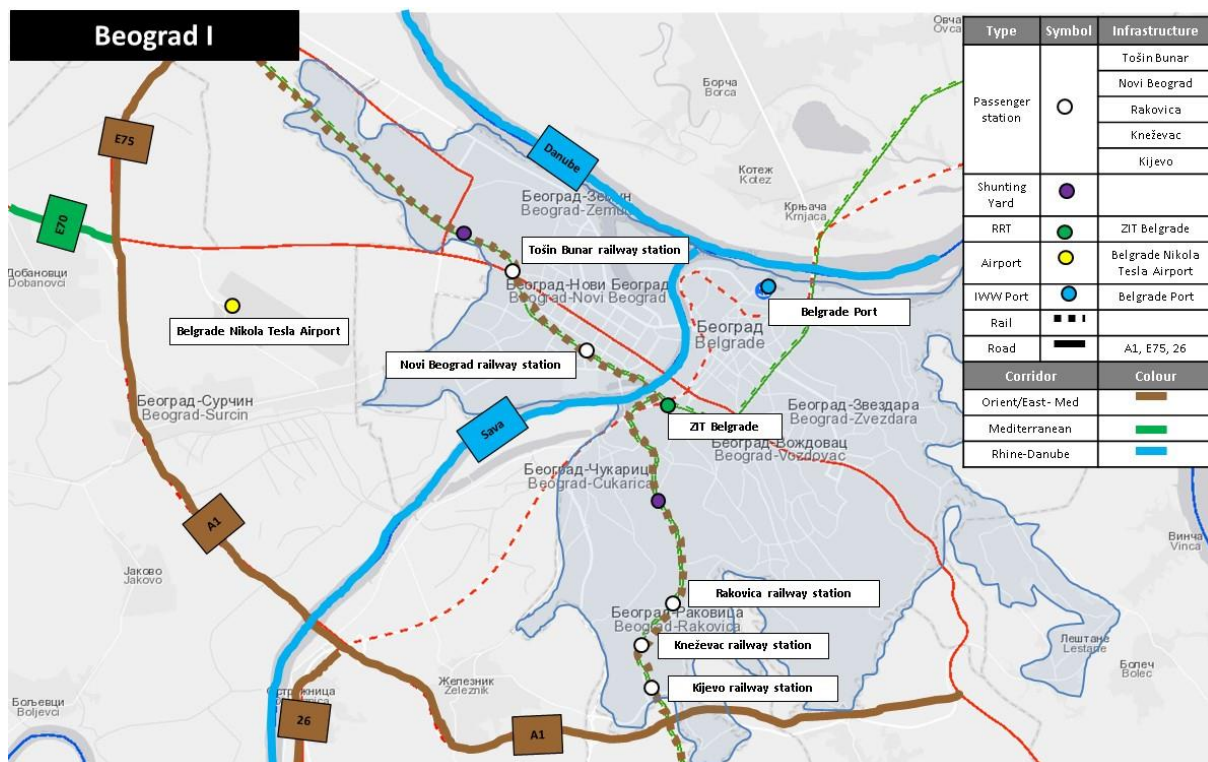 Beograd I
Овча
Ovca
Борча
Borca
E75
Danube
Котеж
Kotez
Београд-Земун
Beograd-Zemun
Крњача
Krnjaca
E70
Tošin Bunar railway station
Добановци
Dobanovci
Београд-Нови Београд
Beograd-Novi Beograd
Belgrade Nikola Tesla Airport
Belgrade Port
Београд
Belgrade
Novi Beograd railway station
Београд-Сурчин
Beograd-Surcin
Београд-Звездара
Beograd-Zvezdara
Sava
ZIT Belgrade
Београд-Вождовац
Beograd-Vozdovac
Београд-Чукарица
Beograd-Cukarica
A1
Винча
Vinca
Јаково
Jakovo
Rakovica railway station
Београд-Раковица
Beograd-Rakovica
Kneževac railway station
Лештане
Lestane
Болеч
Bolec
Железник
Zeleznik
Kijevo railway station
Бољевци
Boljevci
26
A1
Type Symbol Infrastructure
Passenger
station
Tošin Bunar
Novi Beograd
Rakovica
Kneževac
Kijevo
Shunting
Yard
RRT ZIT Belgrade
Airport Belgrade Nikola
Tesla Airport
IWW Port Belgrade Port
Rail
Road A1, E75, 26
Corridor Colour
Orient/East- Med
Mediterranean
Rhine-Danube